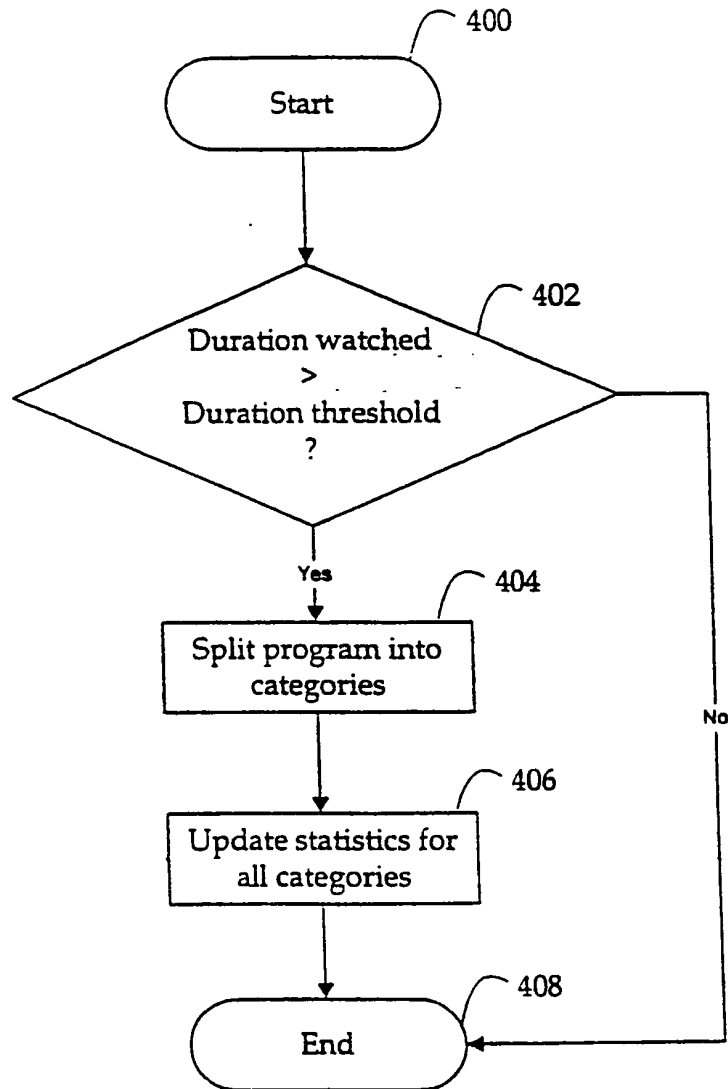 400
Start
402
Duration watched
>
Duration threshold
?
Yes
404
Split program into
categories
No
406
Update statistics for
all categories
408
End